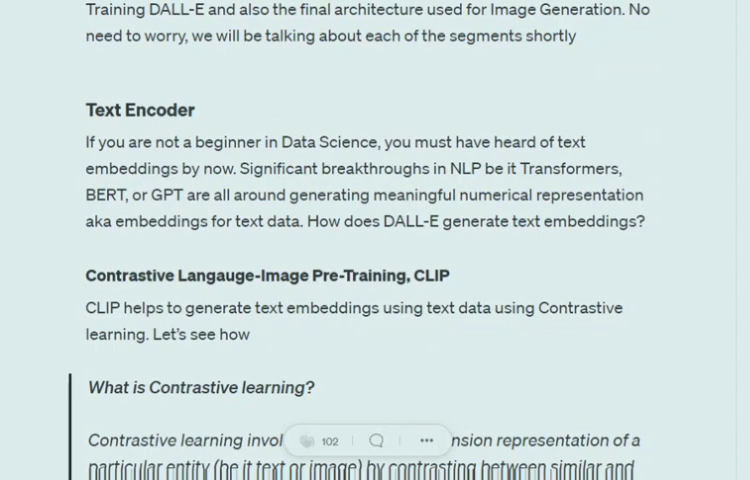 Training DALL-E and also the final architecture used for Image Generation. No
need to worry, we will be talking about each of the segments shortly
Text Encoder
If you are not a beginner in Data Science, you must have heard of text
embeddings by now. Significant breakthroughs in NLP be it Transformers,
BERT, or GPT are all around generating meaningful numerical representation
aka embeddings for text data. How does DALL-E generate text embeddings?
Contrastive Langauge-Image Pre-Training, CLIP
CLIP helps to generate text embeddings using text data using Contrastive
learning. Let's see how
What is Contrastive learning?
Contrastive learning invol 102 nsion representation of a
particular entity (be it text or image) by contrasting between similar and